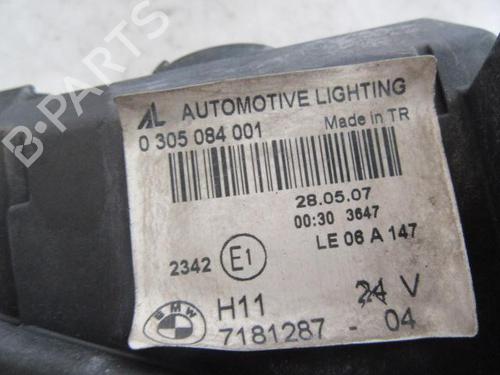 AL AUTOMOTIVE LIGHTING
0 305 084 001 Made in TR
28.05.07
00:30 3647
LE 06 A 147
2342 E1
BMW H11 24 V
7181287 - 04